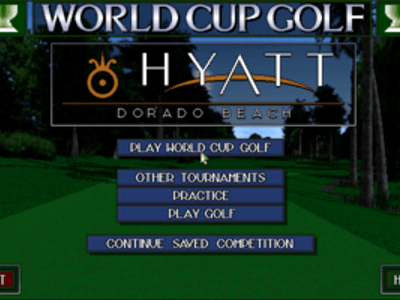 WORLD CUP GOLF
HYATT
DORADO BEACH
PLAY WORLD CUP GOLF
OTHER TOURNAMENTS
PRACTICE
PLAY GOLF
CONTINUE SAVED COMPETITION